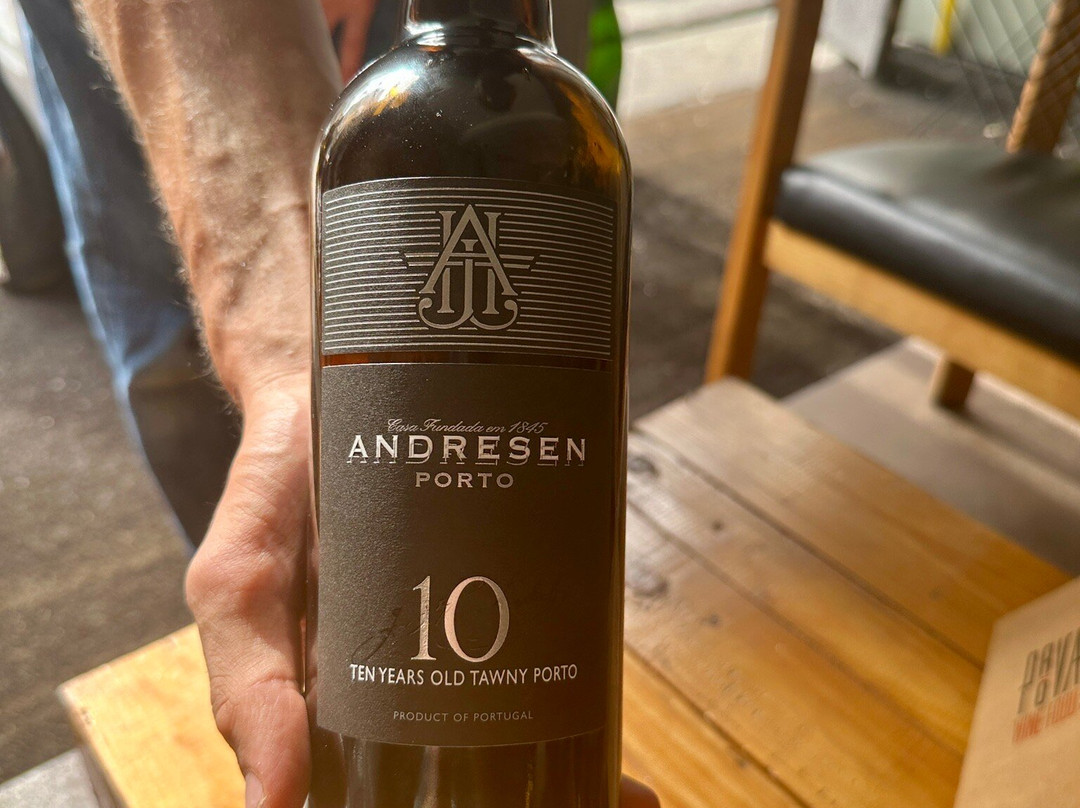 Casa Fundada em 1845
ANDRESEN
PORTO
10
TEN YEARS OLD TAWNY PORTO
PRODUCT OF PORTUGAL